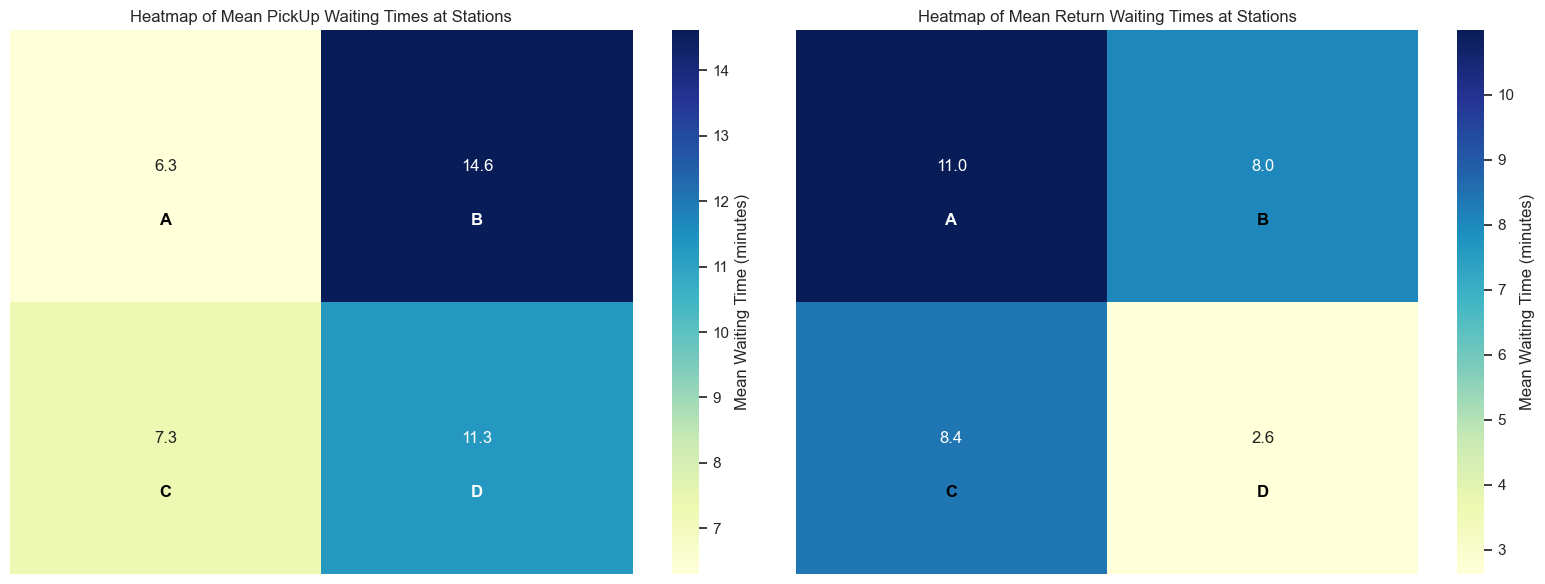 Heatmap of Mean PickUp Waiting Times at Stations
6.3
14.6
A
B
7.3
11.3
C
D
14
13
12
11
10
9
8
7
Mean Waiting Time (minutes)
Heatmap of Mean Return Waiting Times at Stations
11.0
8.0
A
B
8.4
2.6
C
D
10
9
8
7
6
5
4
3
Mean Waiting Time (minutes)